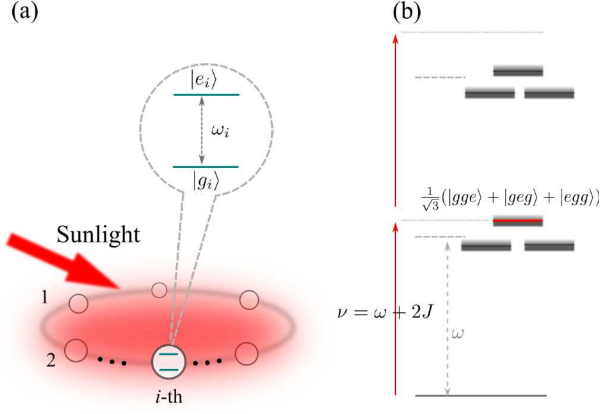 (a)
|e_i⟩
ω_i
|g_i⟩
Sunlight
1
2
i-th
(b)
1/√3(|gge⟩ + |geg⟩ + |egg⟩)
ν = ω + 2J
ω